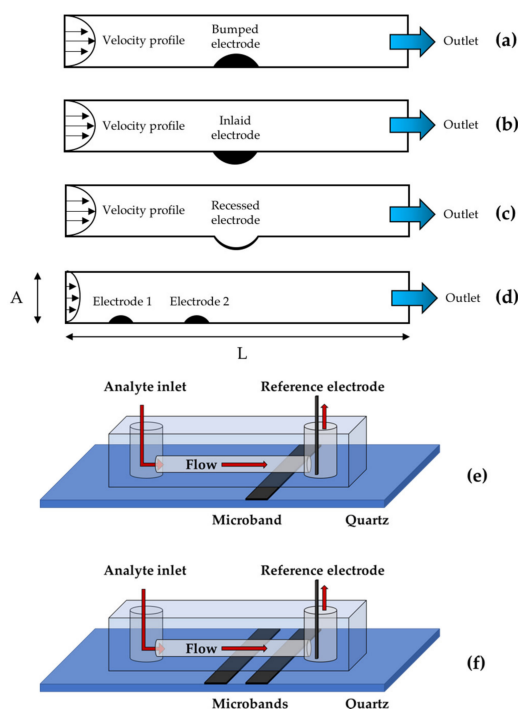 Velocity profile
Bumped
electrode
Outlet
(a)
Velocity profile
Inlaid
electrode
Outlet
(b)
Velocity profile
Recessed
electrode
Outlet
(c)
A
Electrode 1
Electrode 2
Outlet
(d)
L
Analyte inlet
Reference electrode
Flow
(e)
Microband
Quartz
Analyte inlet
Reference electrode
Flow
(f)
Microbands
Quartz